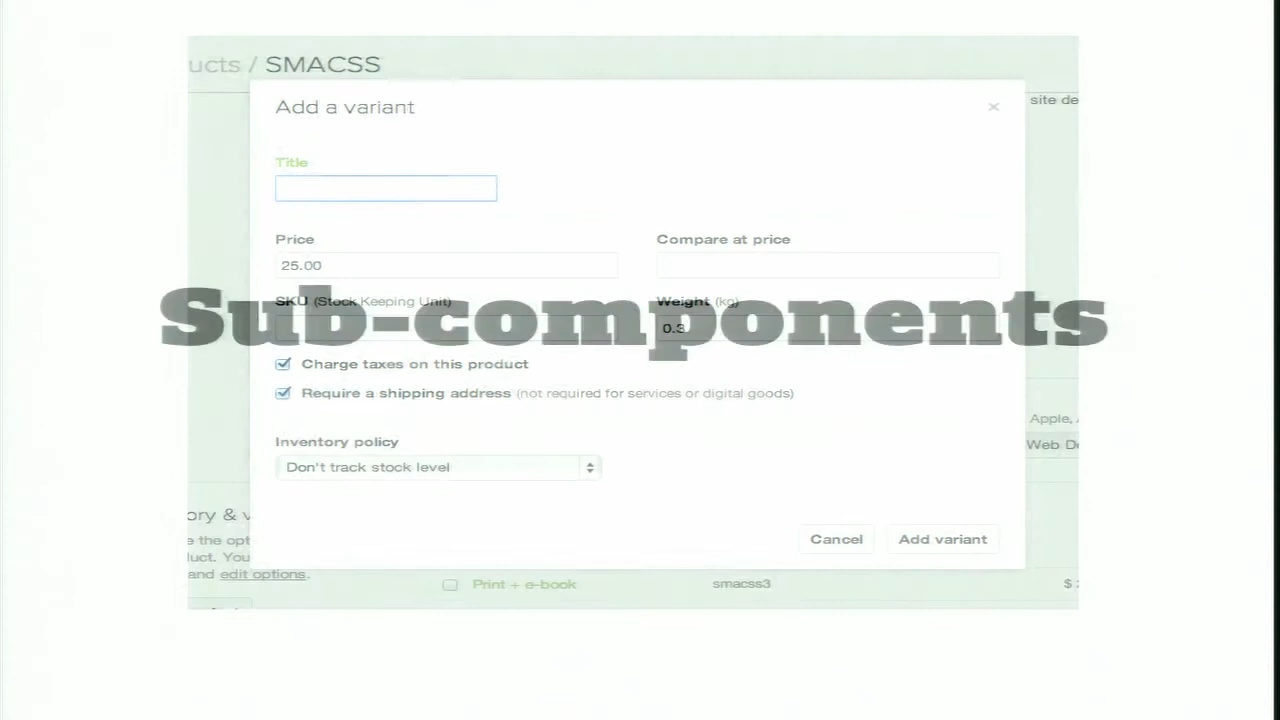 ucts / SMACSS
site de
Add a variant ×
Title
Price Compare at price
25.00
SKU (Stock Keeping Unit) Weight (kg)
Sub-components
0.3
Charge taxes on this product
Require a shipping address (not required for services or digital goods)
Apple,
Inventory policy
Web De
Don't track stock level
ory & v
e the opt
Cancel Add variant
luct. You
and edit options.
Print + e-book smacss3 $